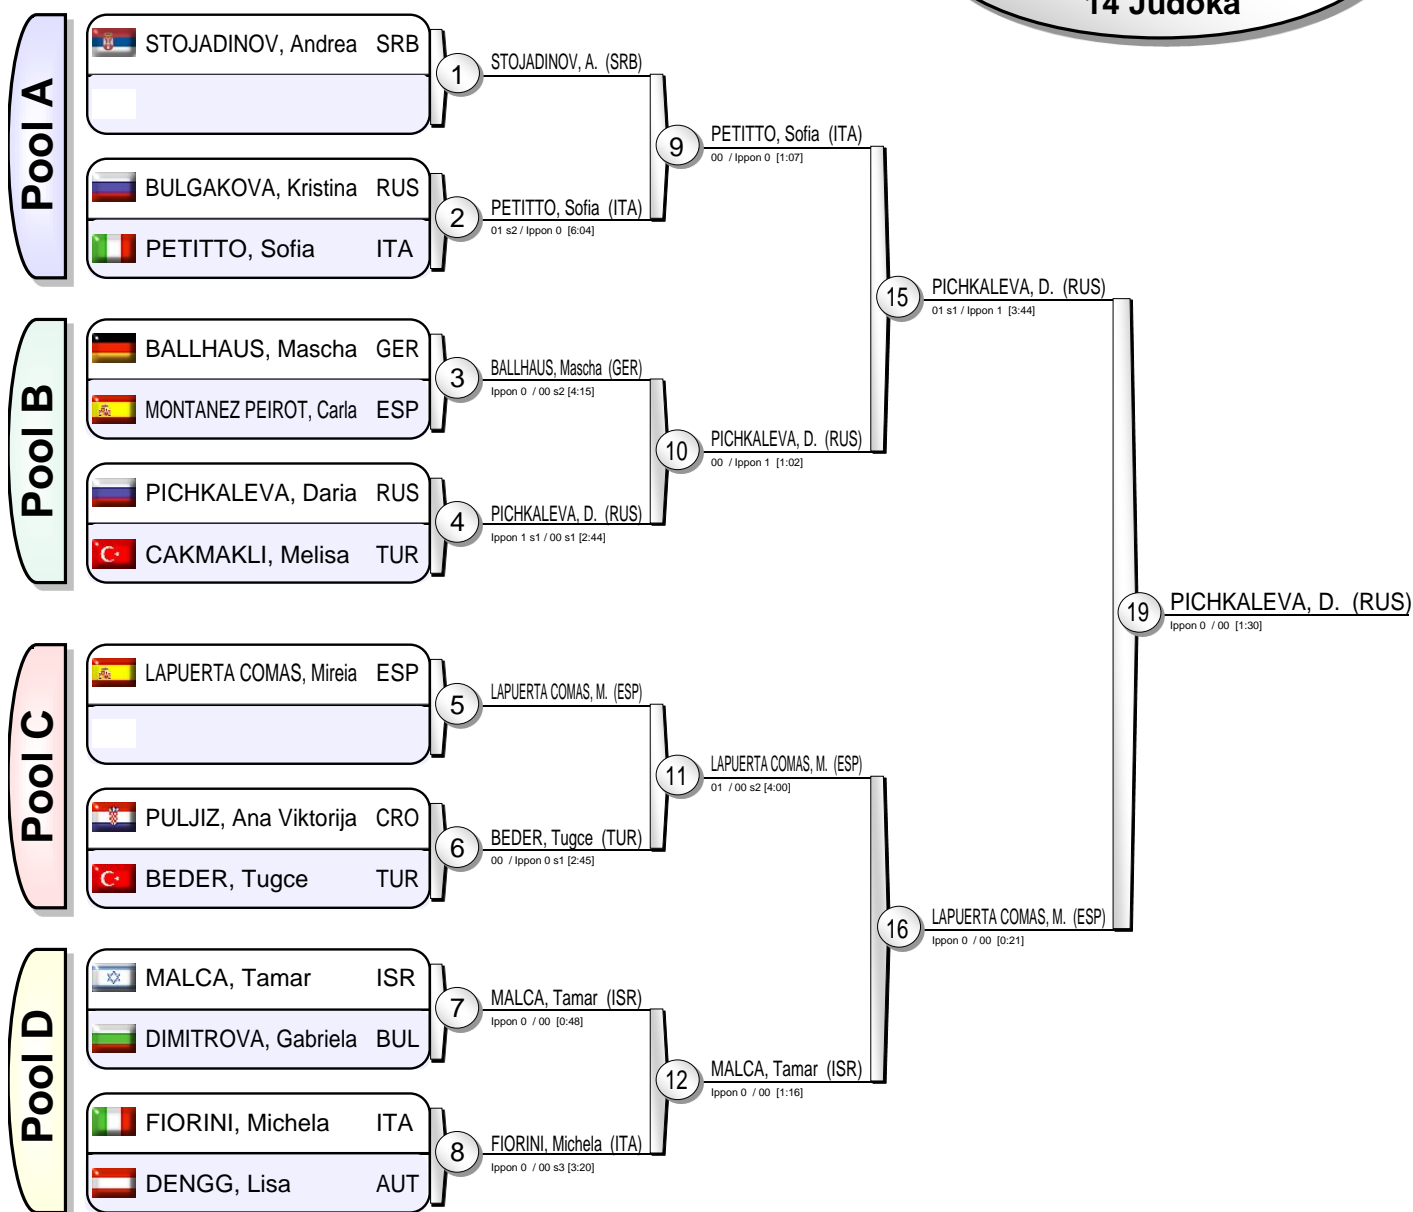 14 Judoka
Pool A
STOJADINOV, Andrea SRB
1
STOJADINOV, A. (SRB)
BULGAKOVA, Kristina RUS
PETITTO, Sofia ITA
2
PETITTO, Sofia (ITA)
01 s2 / Ippon 0 [6:04]
9
PETITTO, Sofia (ITA)
00 / Ippon 0 [1:07]
Pool B
BALLHAUS, Mascha GER
MONTANEZ PEIROT, Carla ESP
3
BALLHAUS, Mascha (GER)
Ippon 0 / 00 s2 [4:15]
PICHKALEVA, Daria RUS
CAKMAKLI, Melisa TUR
4
PICHKALEVA, D. (RUS)
Ippon 1 s1 / 00 s1 [2:44]
10
PICHKALEVA, D. (RUS)
00 / Ippon 1 [1:02]
15
PICHKALEVA, D. (RUS)
01 s1 / Ippon 1 [3:44]
Pool C
LAPUERTA COMAS, Mireia ESP
5
LAPUERTA COMAS, M. (ESP)
PULJIZ, Ana Viktorija CRO
BEDER, Tugce TUR
6
BEDER, Tugce (TUR)
00 / Ippon 0 s1 [2:45]
11
LAPUERTA COMAS, M. (ESP)
01 / 00 s2 [4:00]
Pool D
MALCA, Tamar ISR
DIMITROVA, Gabriela BUL
7
MALCA, Tamar (ISR)
Ippon 0 / 00 [0:48]
FIORINI, Michela ITA
DENGG, Lisa AUT
8
FIORINI, Michela (ITA)
Ippon 0 / 00 s3 [3:20]
12
MALCA, Tamar (ISR)
Ippon 0 / 00 [1:16]
16
LAPUERTA COMAS, M. (ESP)
Ippon 0 / 00 [0:21]
19
PICHKALEVA, D. (RUS)
Ippon 0 / 00 [1:30]